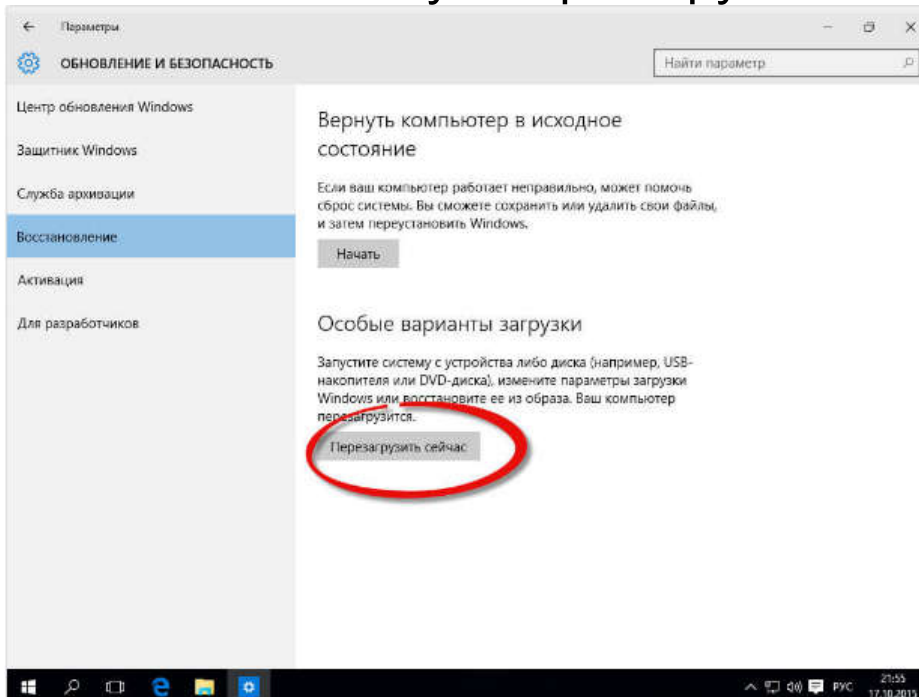 Параметры
ОБНОВЛЕНИЕ И БЕЗОПАСНОСТЬ
Найти параметр
Центр обновления Windows
Защитник Windows
Служба архивации
Восстановление
Активация
Для разработчиков
Вернуть компьютер в исходное
состояние
Если ваш компьютер работает неправильно, может помочь
сброс системы. Вы сможете сохранить или удалить свои файлы,
и затем переустановить Windows.
Начать
Особые варианты загрузки
Запустите систему с устройства либо диска (например, USB-
накопителя или DVD-диска), измените параметры загрузки
Windows или восстановите ее из образа. Ваш компьютер
перезагрузится.
Перезагрузить сейчас
РУС
21:55
17.10.2015